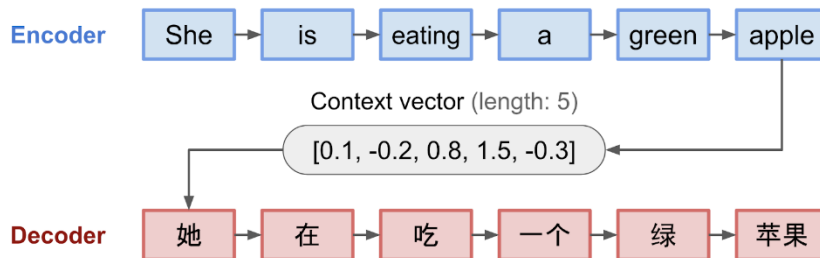 Encoder She is eating a green apple
Context vector (length: 5)
[0.1, -0.2, 0.8, 1.5, -0.3]
Decoder 她 在 吃 一个 绿 苹果